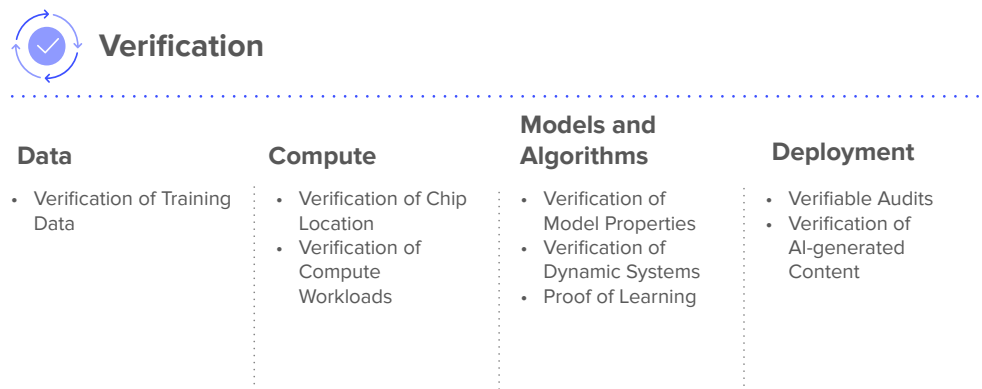 Verification
Data
• Verification of Training
Data
Compute
• Verification of Chip
Location
• Verification of
Compute
Workloads
Models and
Algorithms
• Verification of
Model Properties
• Verification of
Dynamic Systems
• Proof of Learning
Deployment
• Verifiable Audits
• Verification of
AI-generated
Content